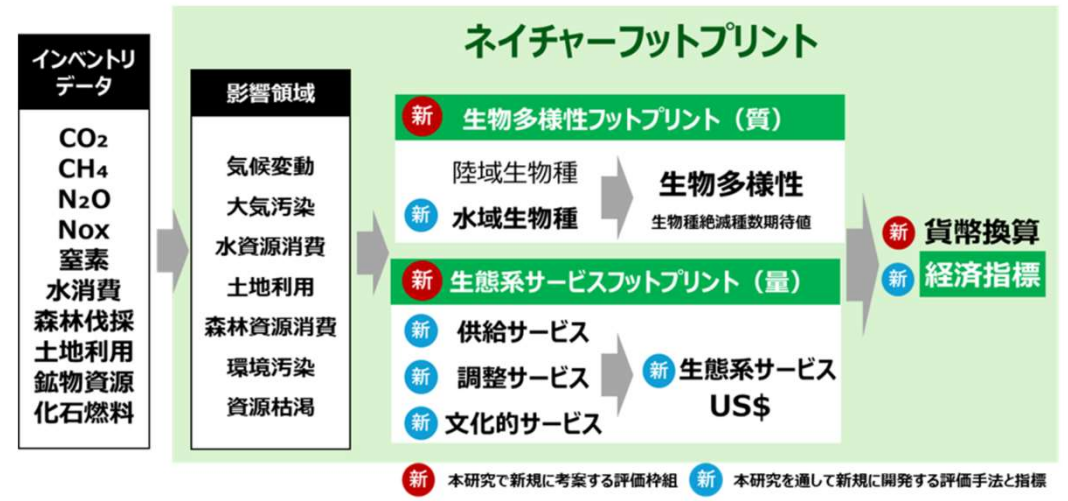 ネイチャーフットプリント
インベントリ
データ
CO₂
CH₄
N₂O
Nox
窒素
水消費
森林伐採
土地利用
鉱物資源
化石燃料
影響領域
気候変動
大気汚染
水資源消費
土地利用
森林資源消費
環境汚染
資源枯渇
新 生物多様性フットプリント（質）
陸域生物種
新 水域生物種
生物多様性
生物種絶滅種数期待値
新 生態系サービスフットプリント（量）
新 供給サービス
新 調整サービス
新 文化的サービス
新 生態系サービス
US$
新 貨幣換算
新 経済指標
新 本研究で新規に考案する評価枠組 新 本研究を通して新規に開発する評価手法と指標